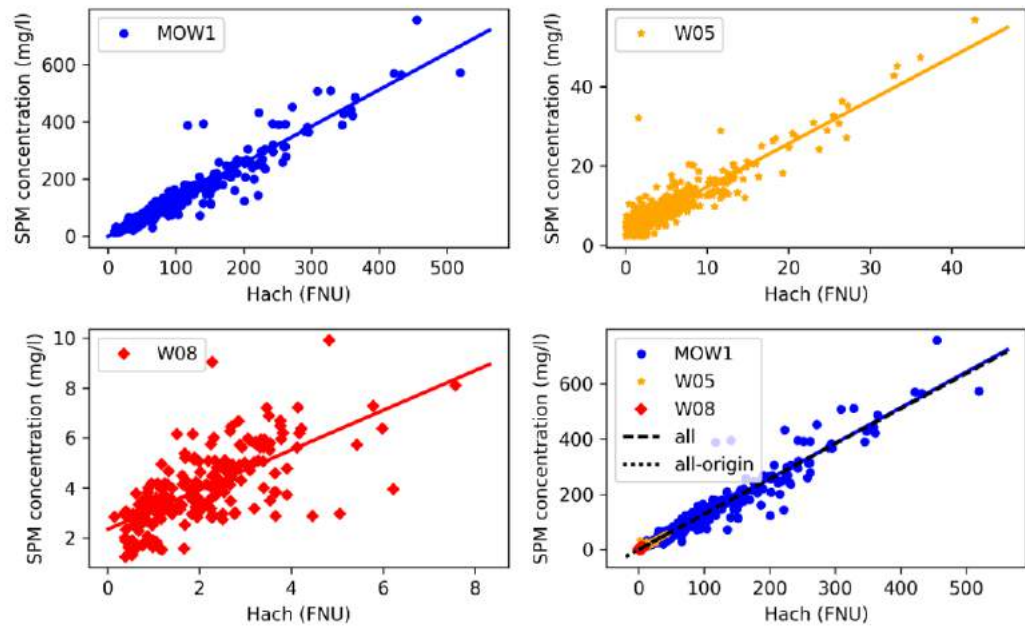 MOW1
SPM concentration (mg/l)
600
400
200
0
0 100 200 300 400 500
Hach (FNU)
W05
SPM concentration (mg/l)
40
20
0
0 10 20 30 40
Hach (FNU)
W08
SPM concentration (mg/l)
10
8
6
4
2
0 2 4 6 8
Hach (FNU)
MOW1
W05
W08
all
all-origin
SPM concentration (mg/l)
600
400
200
0
0 100 200 300 400 500
Hach (FNU)